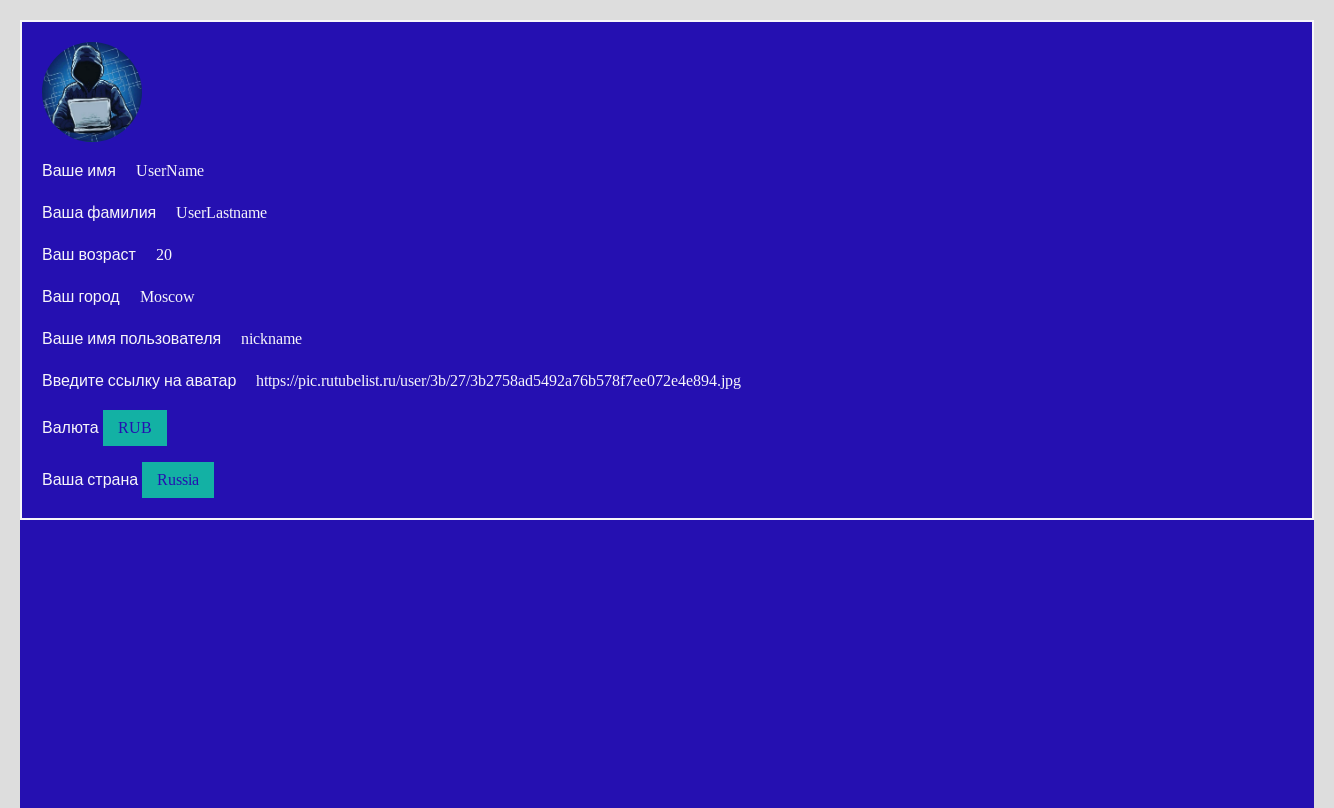 Ваше имя UserName
Ваша фамилия UserLastname
Ваш возраст 20
Ваш город Moscow
Ваше имя пользователя nickname
Введите ссылку на аватар https://pic.rutubelist.ru/user/3b/27/3b2758ad5492a76b578f7ee072e4e894.jpg
Валюта RUB
Ваша страна Russia